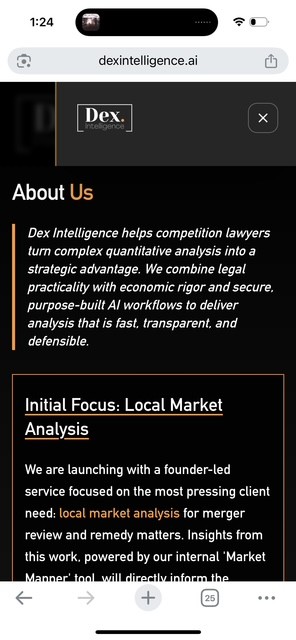 1:24
dexintelligence.ai
Dex.
intelligence
About Us
Dex Intelligence helps competition lawyers
turn complex quantitative analysis into a
strategic advantage. We combine legal
practicality with economic rigor and secure,
purpose-built AI workflows to deliver
analysis that is fast, transparent, and
defensible.
Initial Focus: Local Market
Analysis
We are launching with a founder-led
service focused on the most pressing client
need: local market analysis for merger
review and remedy matters. Insights from
this work, powered by our internal 'Market
Mapper' tool, will directly inform the
25